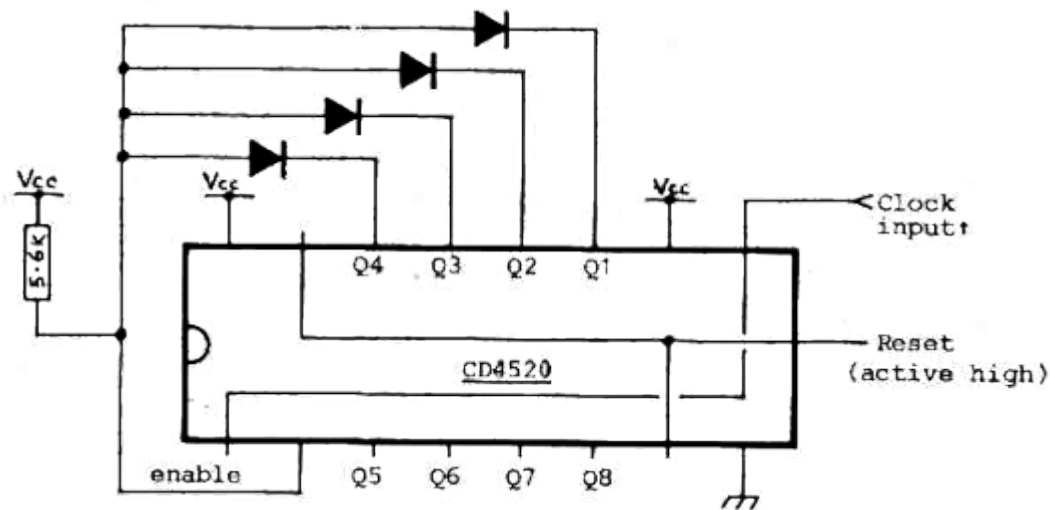 Vcc
Vcc
Vcc
Clock
input↑
5.6K
Q4 Q3 Q2 Q1
Reset
(active high)
CD4520
enable
Q5 Q6 Q7 Q8